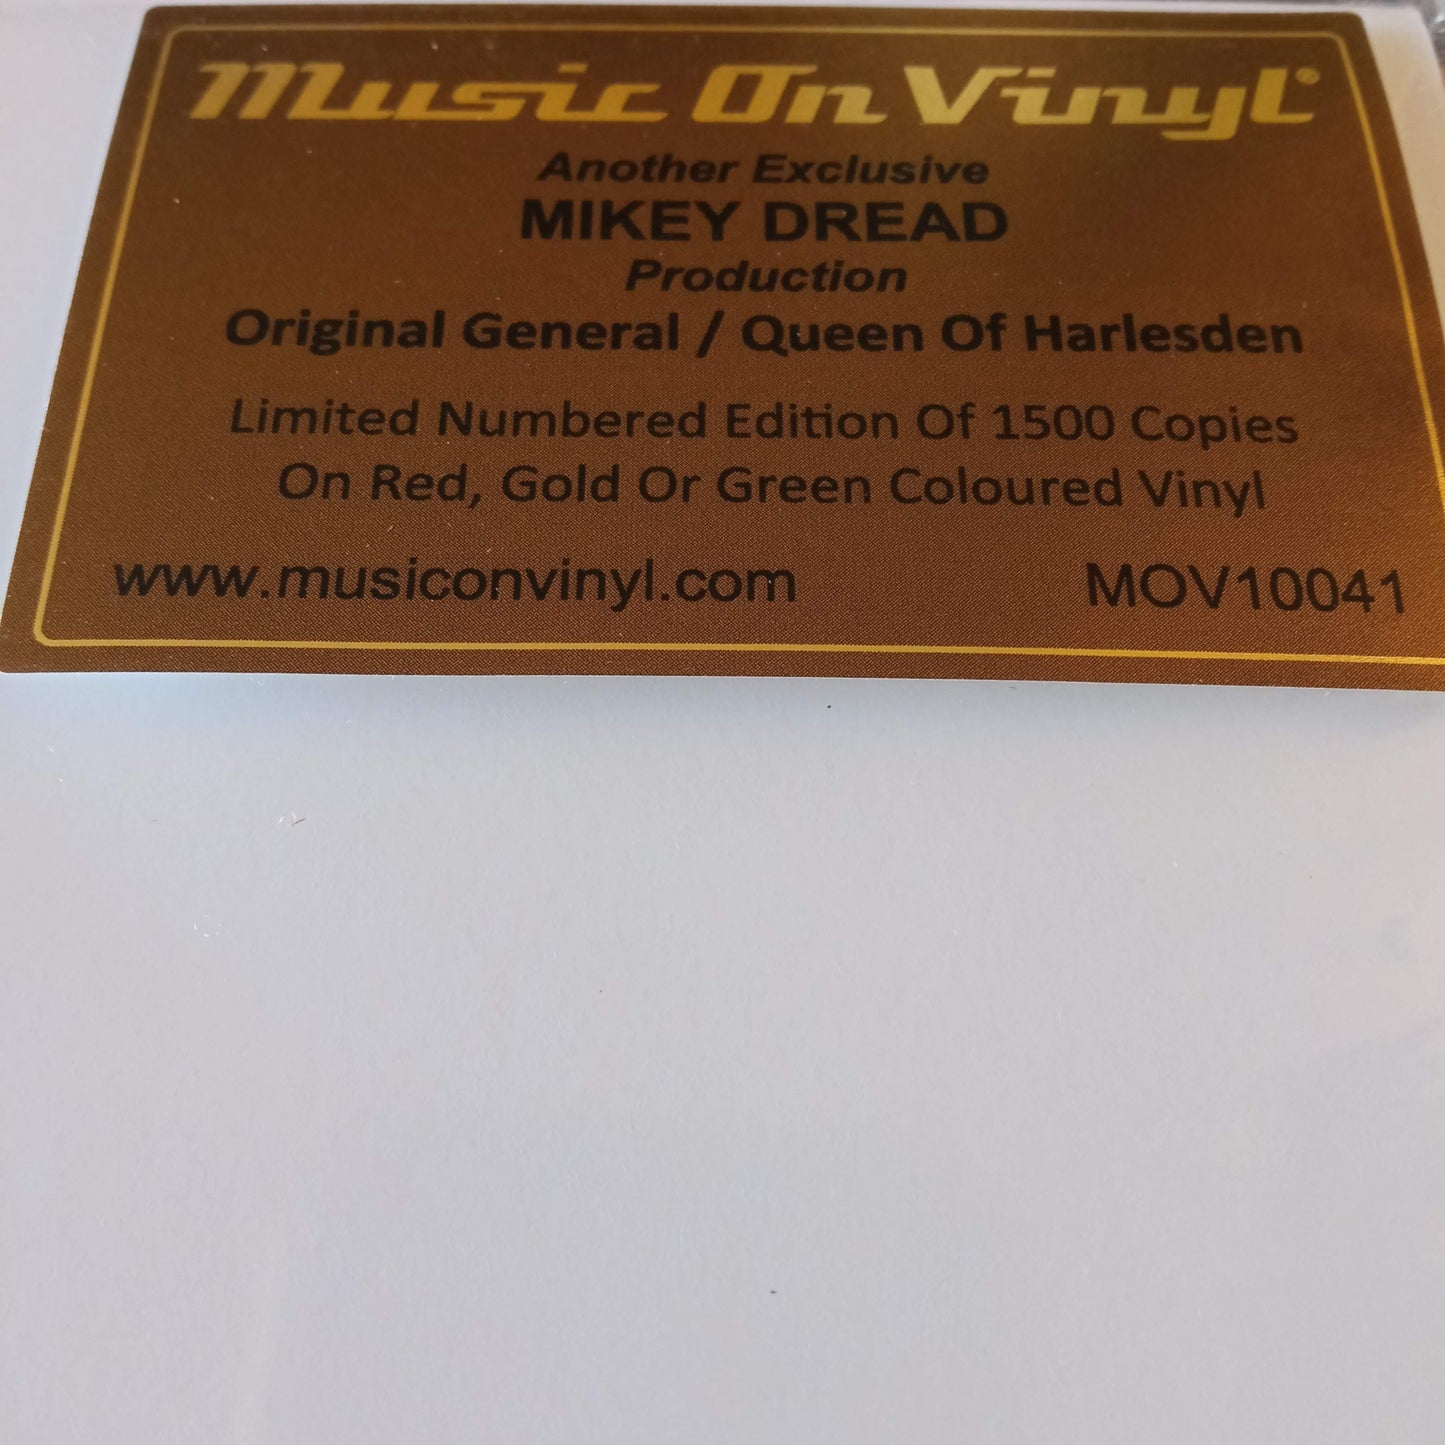 Music On Vinyl®
Another Exclusive
MIKEY DREAD
Production
Original General / Queen Of Harlesden
Limited Numbered Edition Of 1500 Copies
On Red, Gold Or Green Coloured Vinyl
www.musiconvinyl.com MOV10041